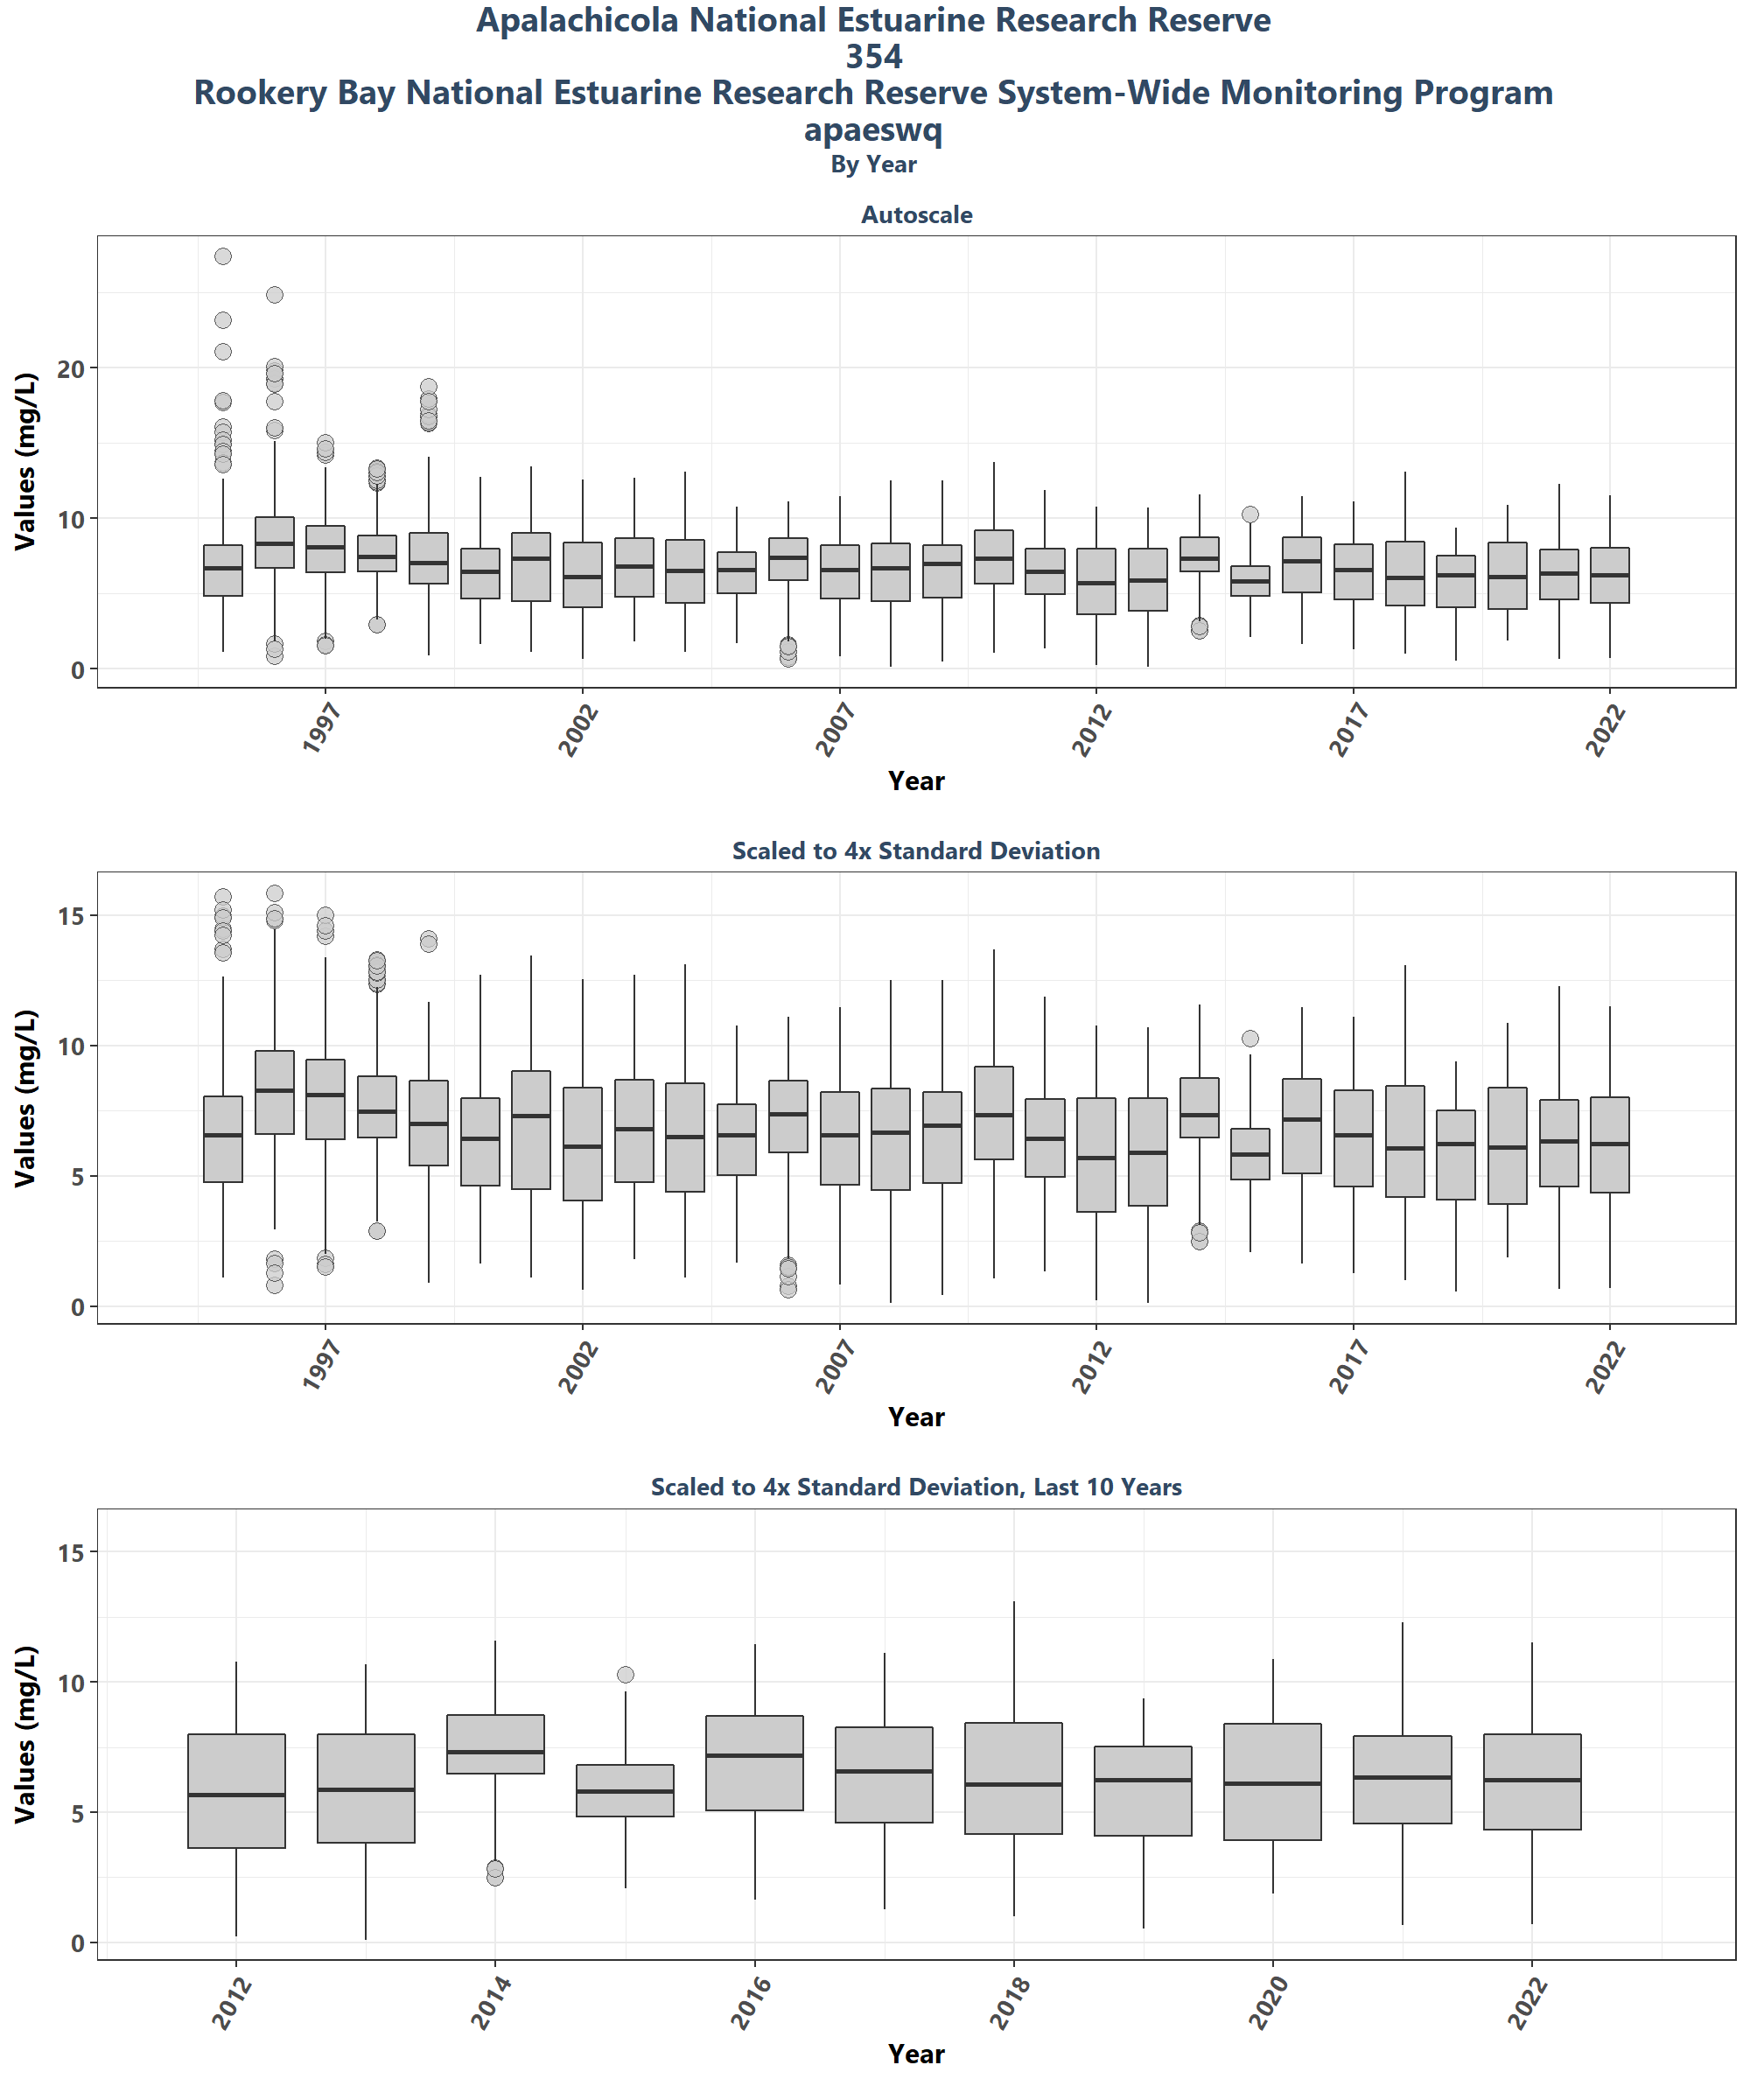 Apalachicola National Estuarine Research Reserve
354
Rookery Bay National Estuarine Research Reserve System-Wide Monitoring Program
apaeswq
By Year
Autoscale
Values (mg/L)
20
10
0
1997
2002
2007
2012
2017
2022
Year
Scaled to 4x Standard Deviation
Values (mg/L)
15
10
5
0
1997
2002
2007
2012
2017
2022
Year
Scaled to 4x Standard Deviation, Last 10 Years
Values (mg/L)
15
10
5
0
2012
2014
2016
2018
2020
2022
Year